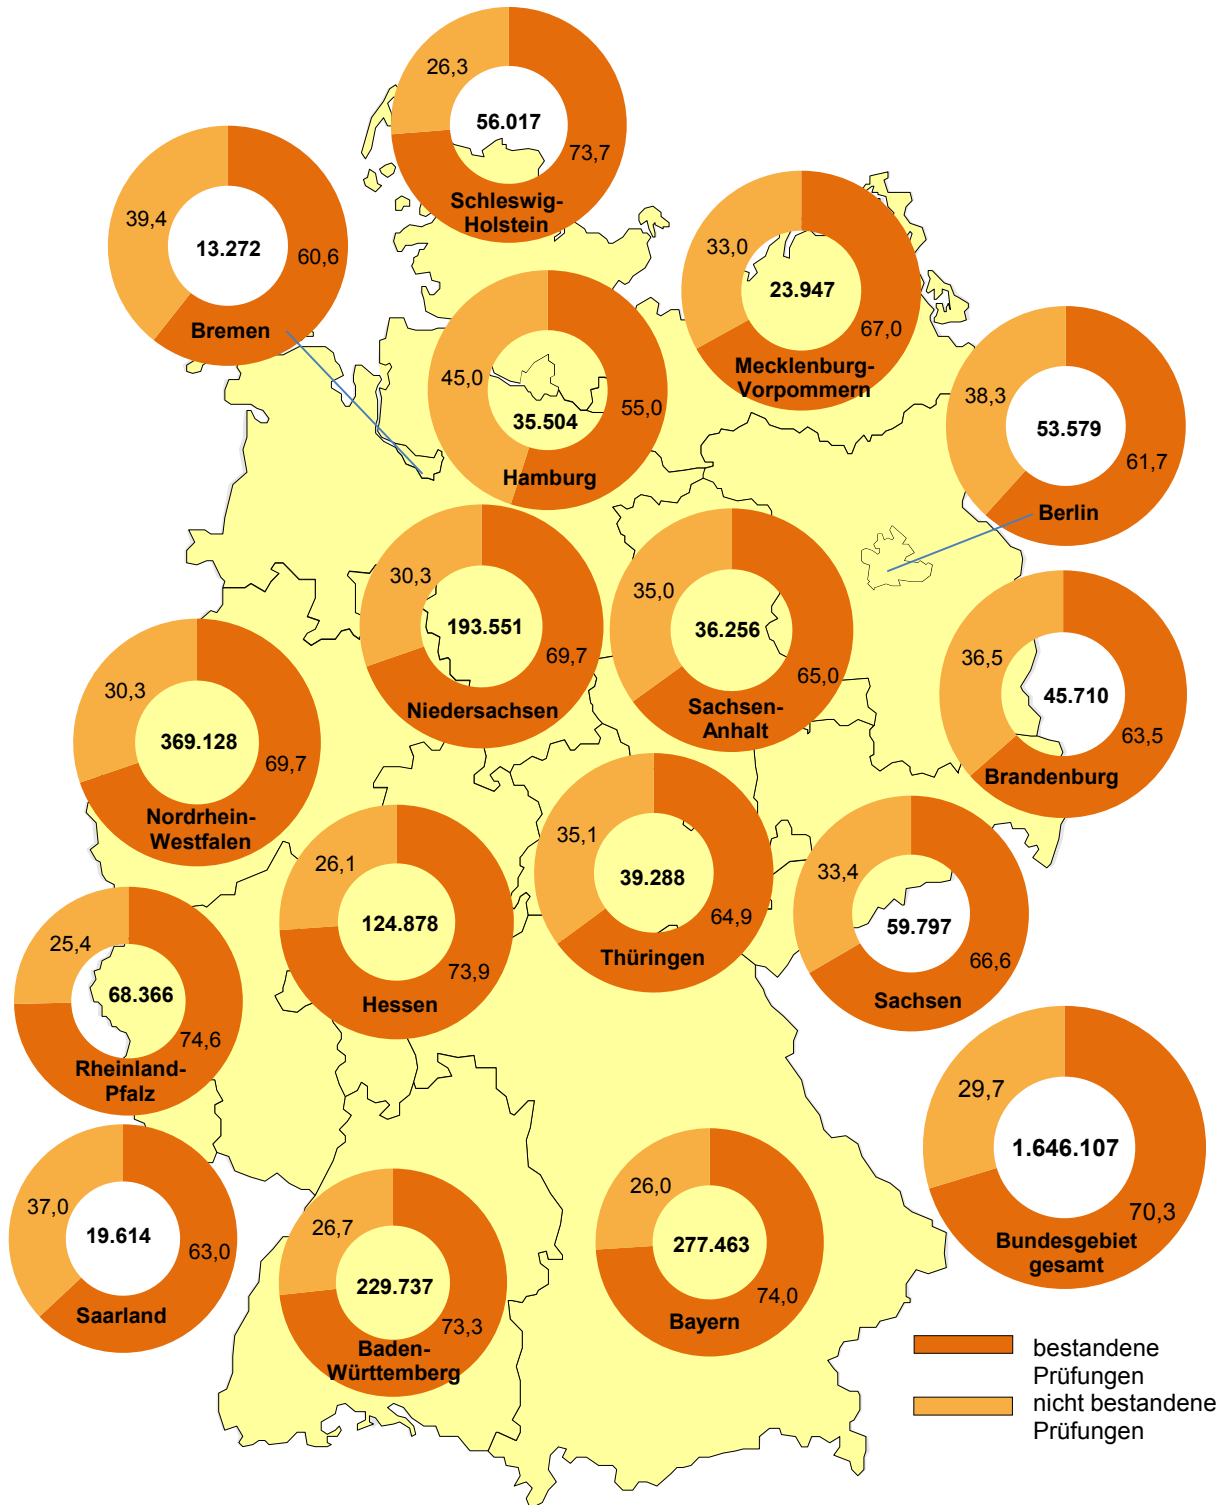 26,3
56.017
73,7
Schleswig-
Holstein
39,4
13.272
60,6
Bremen
33,0
23.947
67,0
Mecklenburg-
Vorpommern
45,0
35.504
55,0
Hamburg
38,3
53.579
61,7
Berlin
30,3
193.551
69,7
Niedersachsen
35,0
36.256
65,0
Sachsen-
Anhalt
36,5
45.710
63,5
Brandenburg
30,3
369.128
69,7
Nordrhein-
Westfalen
26,1
124.878
73,9
Hessen
35,1
39.288
64,9
Thüringen
33,4
59.797
66,6
Sachsen
25,4
68.366
74,6
Rheinland-
Pfalz
29,7
1.646.107
70,3
Bundesgebiet
gesamt
37,0
19.614
63,0
Saarland
26,7
229.737
73,3
Baden-
Württemberg
26,0
277.463
74,0
Bayern
bestandene
Prüfungen
nicht bestandene
Prüfungen